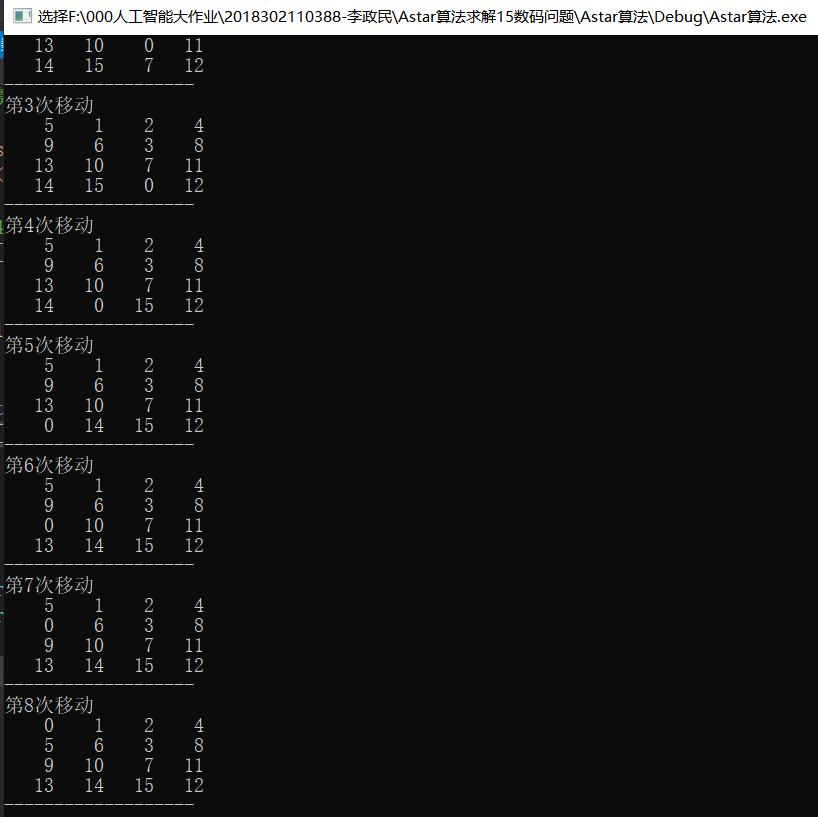 选择F:\000人工智能大作业\2018302110388-李政民\Astar算法求解15数码问题\Astar算法\Debug\Astar算法.exe
13 10 0 11
14 15 7 12
-------------------
第3次移动
5 1 2 4
9 6 3 8
13 10 7 11
14 15 0 12
-------------------
第4次移动
5 1 2 4
9 6 3 8
13 10 7 11
14 0 15 12
-------------------
第5次移动
5 1 2 4
9 6 3 8
13 10 7 11
0 14 15 12
-------------------
第6次移动
5 1 2 4
9 6 3 8
0 10 7 11
13 14 15 12
-------------------
第7次移动
5 1 2 4
0 6 3 8
9 10 7 11
13 14 15 12
-------------------
第8次移动
0 1 2 4
5 6 3 8
9 10 7 11
13 14 15 12
-------------------